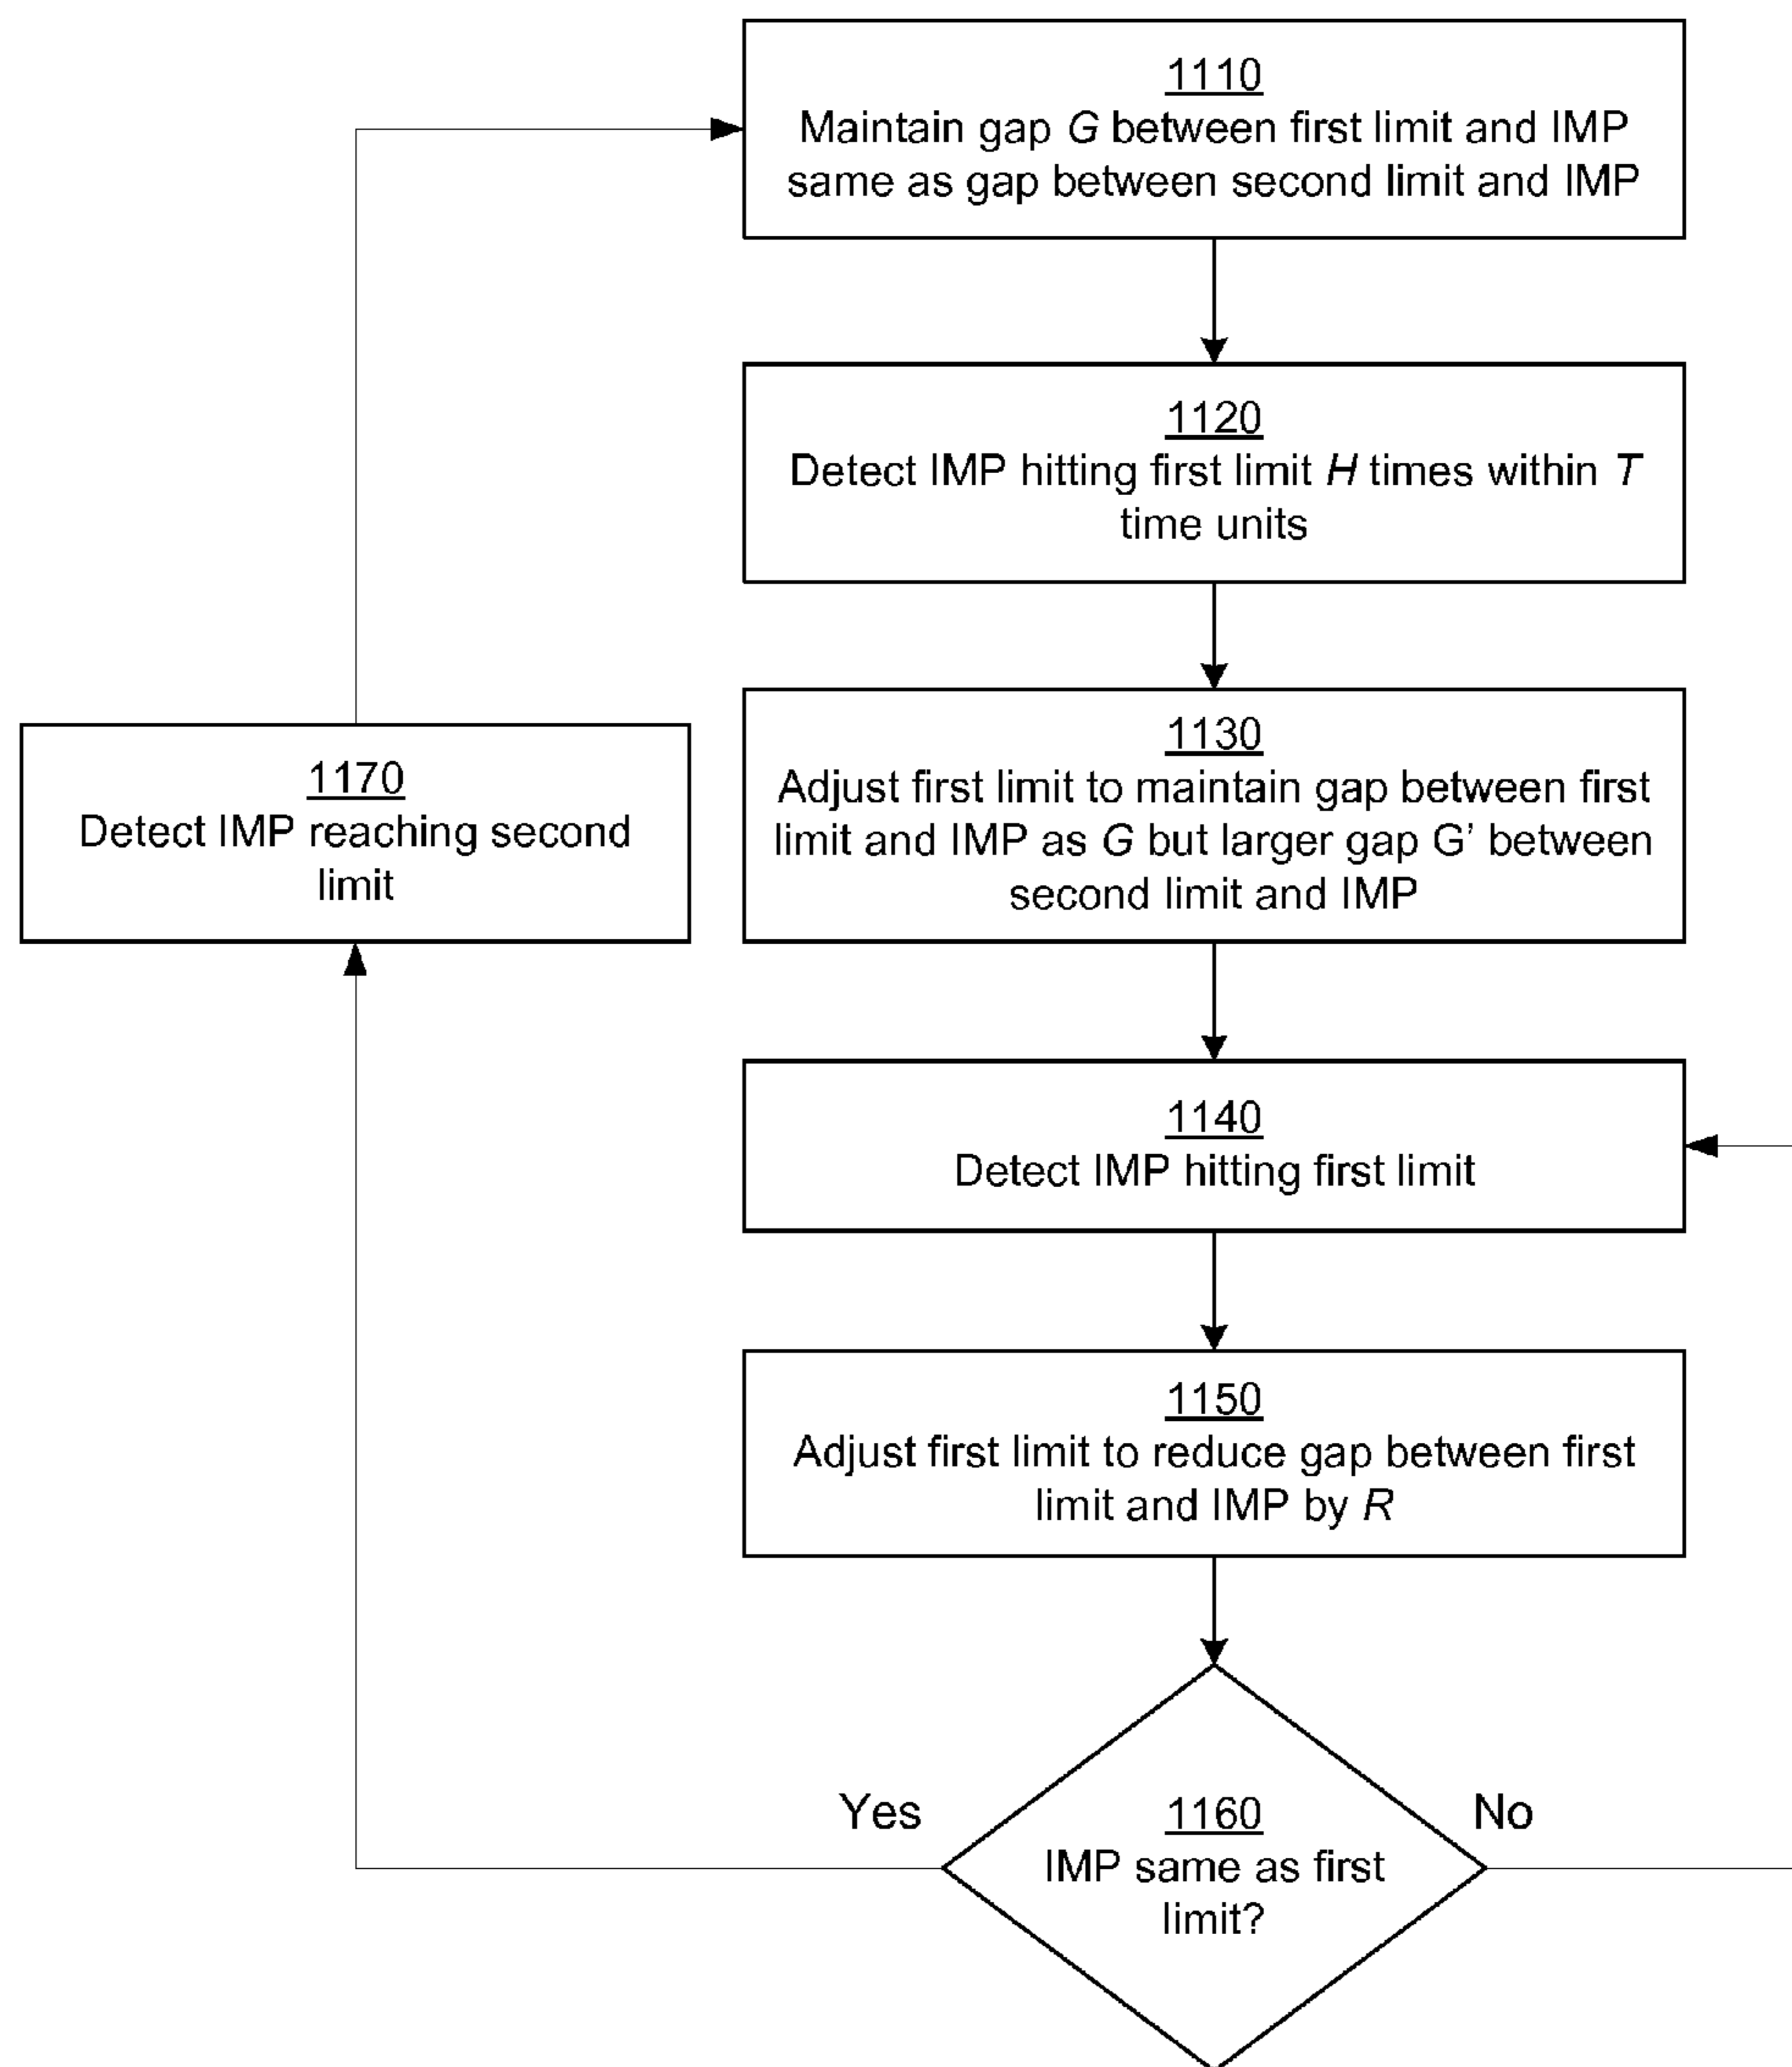 1110
Maintain gap G between first limit and IMP
same as gap between second limit and IMP
1120
Detect IMP hitting first limit H times within T
time units
1130
Adjust first limit to maintain gap between first
limit and IMP as G but larger gap G’ between
second limit and IMP
1170
Detect IMP reaching second
limit
1140
Detect IMP hitting first limit
1150
Adjust first limit to reduce gap between first
limit and IMP by R
Yes
1160
IMP same as first
limit?
No